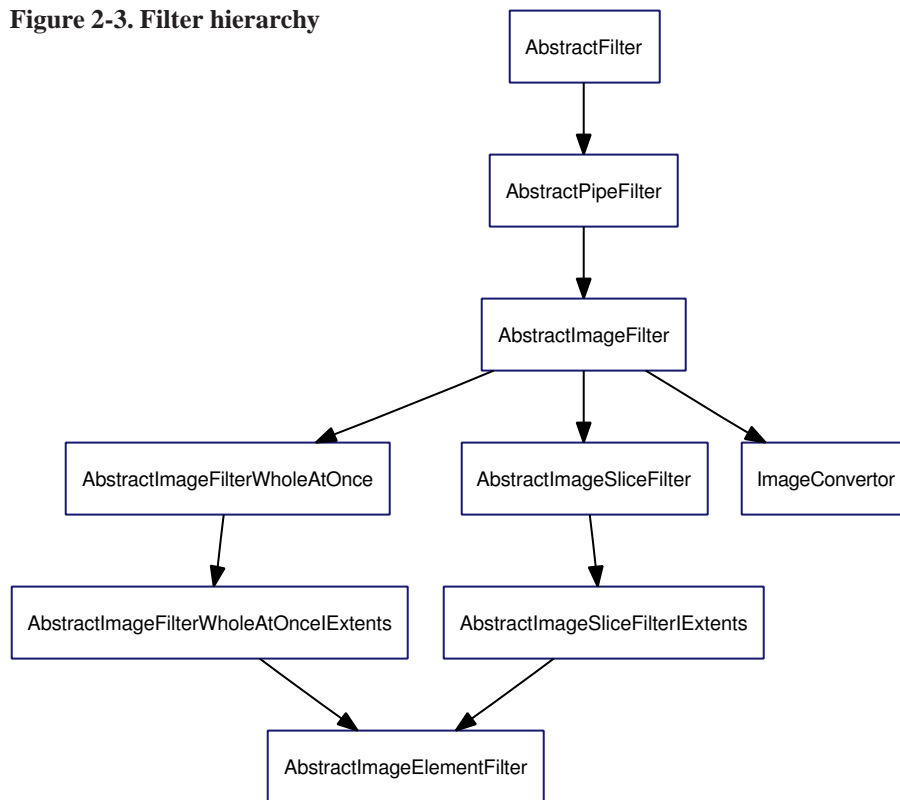 Figure 2-3. Filter hierarchy
AbstractFilter
AbstractPipeFilter
AbstractImageFilter
AbstractImageFilterWholeAtOnce
AbstractImageSliceFilter
ImageConvertor
AbstractImageFilterWholeAtOnceIExtents
AbstractImageSliceFilterIExtents
AbstractImageElementFilter